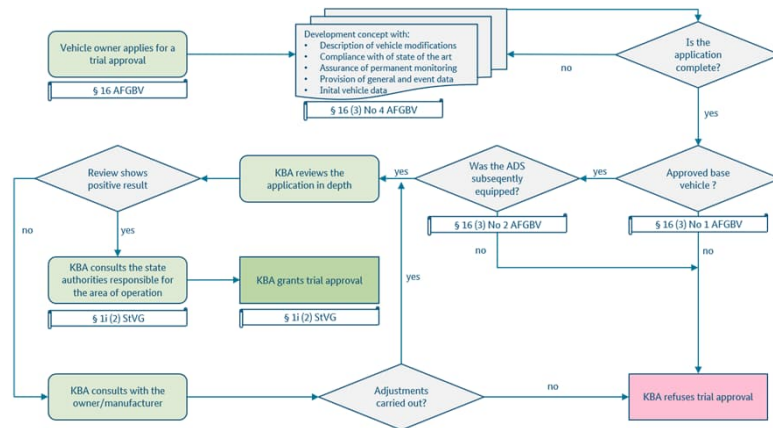 Vehicle owner applies for a
trial approval
§ 16 AFGBV
Development concept with:
• Description of vehicle modifications
• Compliance with of state of the art
• Assurance of permanent monitoring
• Provision of general and event data
• Inital vehicle data
§ 16 (3) No 4 AFGBV
Is the
application
complete?
no
yes
Review shows
positive result
KBA reviews the
application in depth
yes
Was the ADS
subseqently
equipped?
yes
Approved base
vehicle ?
§ 16 (3) No 2 AFGBV
§ 16 (3) No 1 AFGBV
no
yes
no
no
yes
KBA consults the state
authorities responsible for
the area of operation
§ 1i (2) StVG
KBA grants trial approval
§ 1i (2) StVG
KBA consults with the
owner/manufacturer
Adjustments
carried out?
no
KBA refuses trial approval